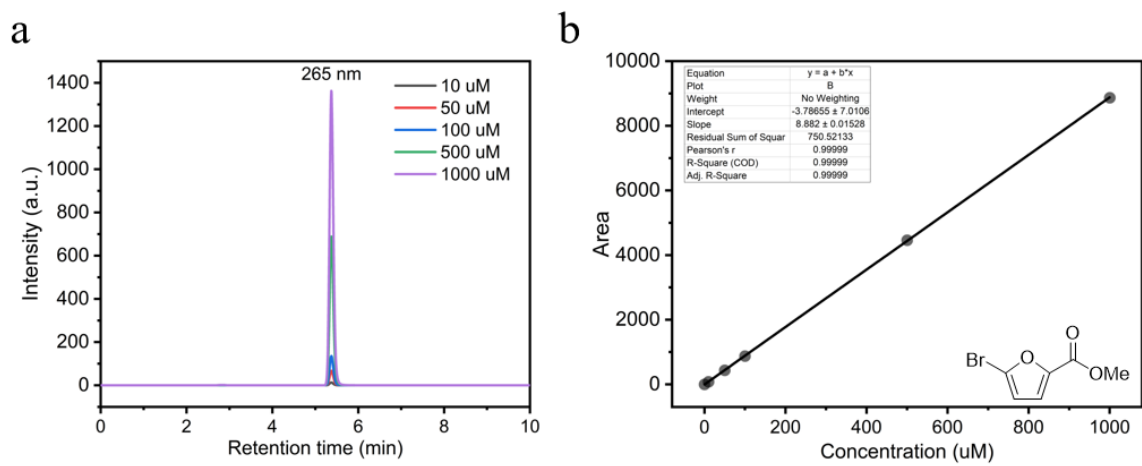 a
265 nm
10 uM
50 uM
100 uM
500 uM
1000 uM
1400
1200
1000
800
600
400
200
0
Intensity (a.u.)
0 2 4 6 8 10
Retention time (min)
b
10000
8000
6000
4000
2000
0
Area
Equation y = a + b*x
Plot B
Weight No Weighting
Intercept -3.78655 ± 7.0106
Slope 8.882 ± 0.01528
Residual Sum of Squar 750.52133
Pearson's r 0.99999
R-Square (COD) 0.99999
Adj. R-Square 0.99999
O
Br O
OMe
0 200 400 600 800 1000
Concentration (uM)